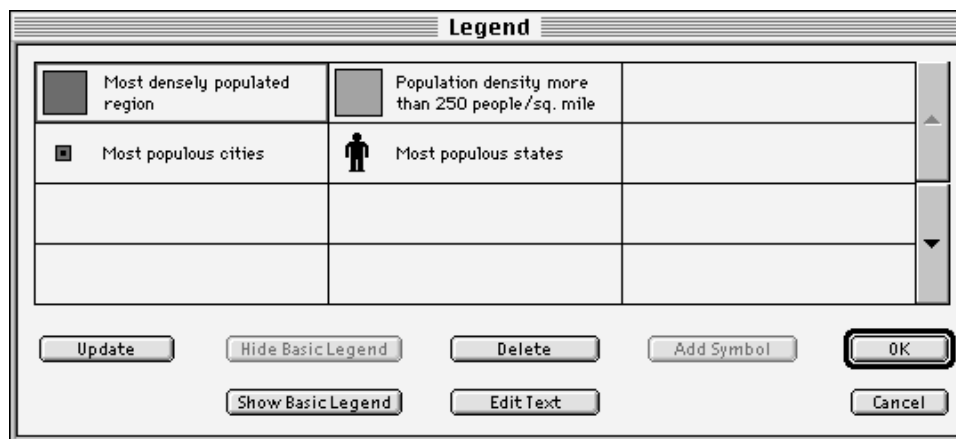 Legend
Most densely populated
region
Population density more
than 250 people/sq. mile
Most populous cities
Most populous states
Update
Hide Basic Legend
Delete
Add Symbol
OK
Show Basic Legend
Edit Text
Cancel